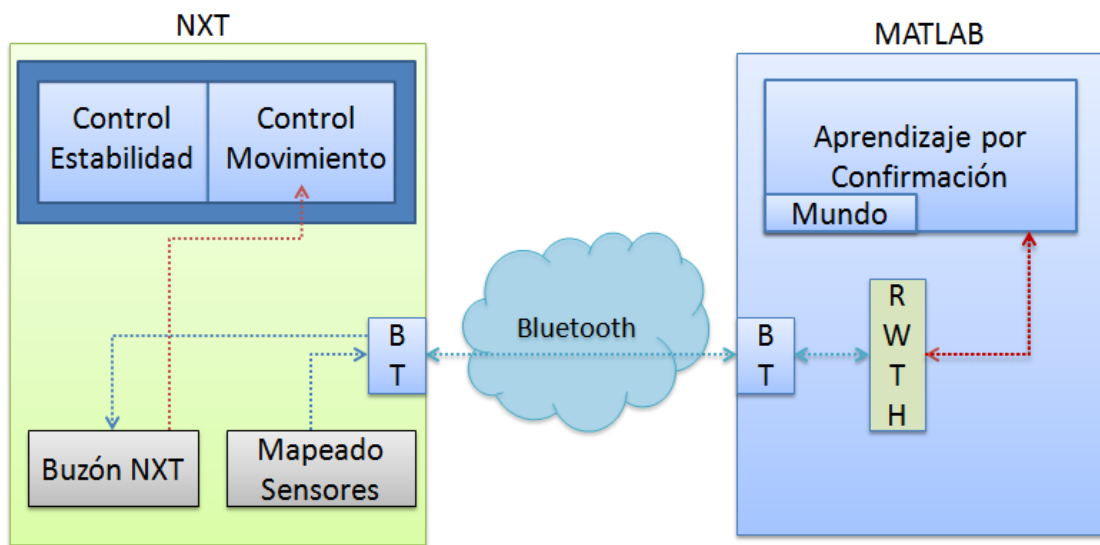 NXT
Control
Estabilidad
Control
Movimiento
B
T
Buzón NXT
Mapeado
Sensores
Bluetooth
MATLAB
Aprendizaje por
Confirmación
Mundo
B
T
R
W
T
H